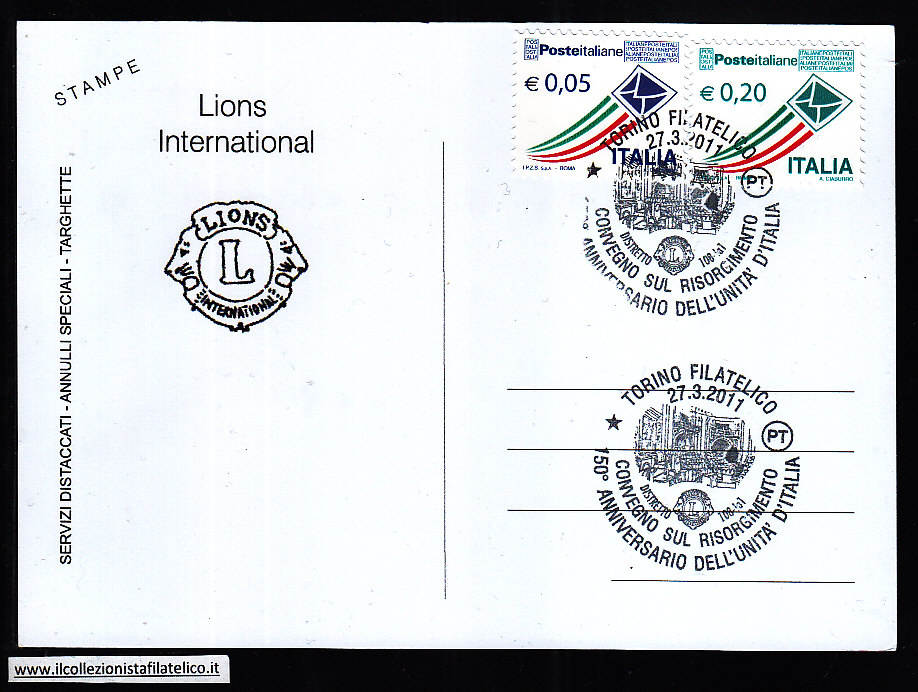 STAMPE
Lions
International
LIONS
L
INTERNATIONAL
SERVIZI DISTACCATI - ANNULLI SPECIALI - TARGHETTE
Posteitaliane
€ 0,05
ITALIA
I.P.Z.S. S.p.A. - ROMA
Posteitaliane
€ 0,20
ITALIA
A. CIABURRO
TORINO FILATELICO
27.3.2011
PT
DISTRETTO L 108-Ia1
CONVEGNO SUL RISORGIMENTO
ANNIVERSARIO DELL'UNITA' D'ITALIA
TORINO FILATELICO
27.3.2011
PT
DISTRETTO L 108-Ia1
CONVEGNO SUL RISORGIMENTO
150° ANNIVERSARIO DELL'UNITA' D'ITALIA
www.ilcollezionistafilatelico.it